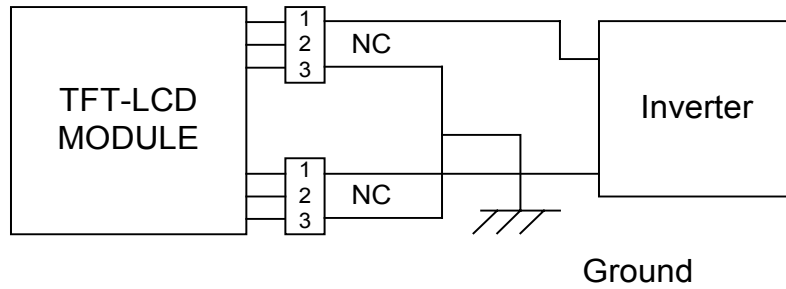 TFT-LCD
MODULE
1
2
3
NC
1
2
3
NC
Inverter
Ground